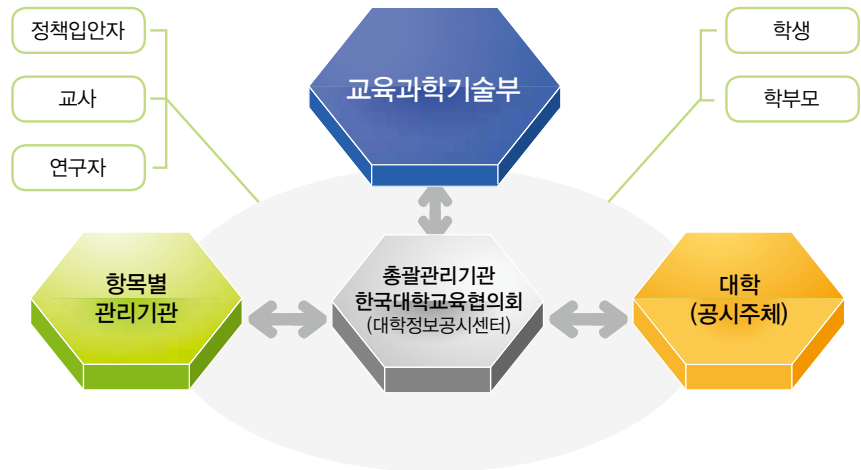 정책입안자
교사
연구자
학생
학부모
교육과학기술부
항목별
관리기관
총괄관리기관
한국대학교육협의회
(대학정보공시센터)
대학
(공시주체)